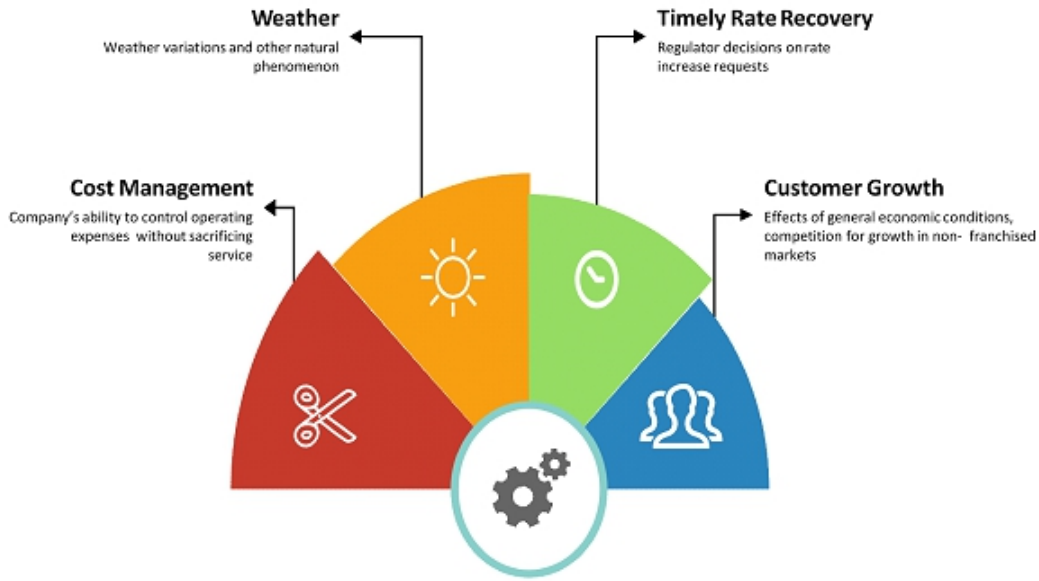 Weather
Weather variations and other natural
phenomenon
Timely Rate Recovery
Regulator decisions on rate
increase requests
Cost Management
Company's ability to control operating
expenses without sacrificing
service
Customer Growth
Effects of general economic conditions,
competition for growth in non- franchised
markets